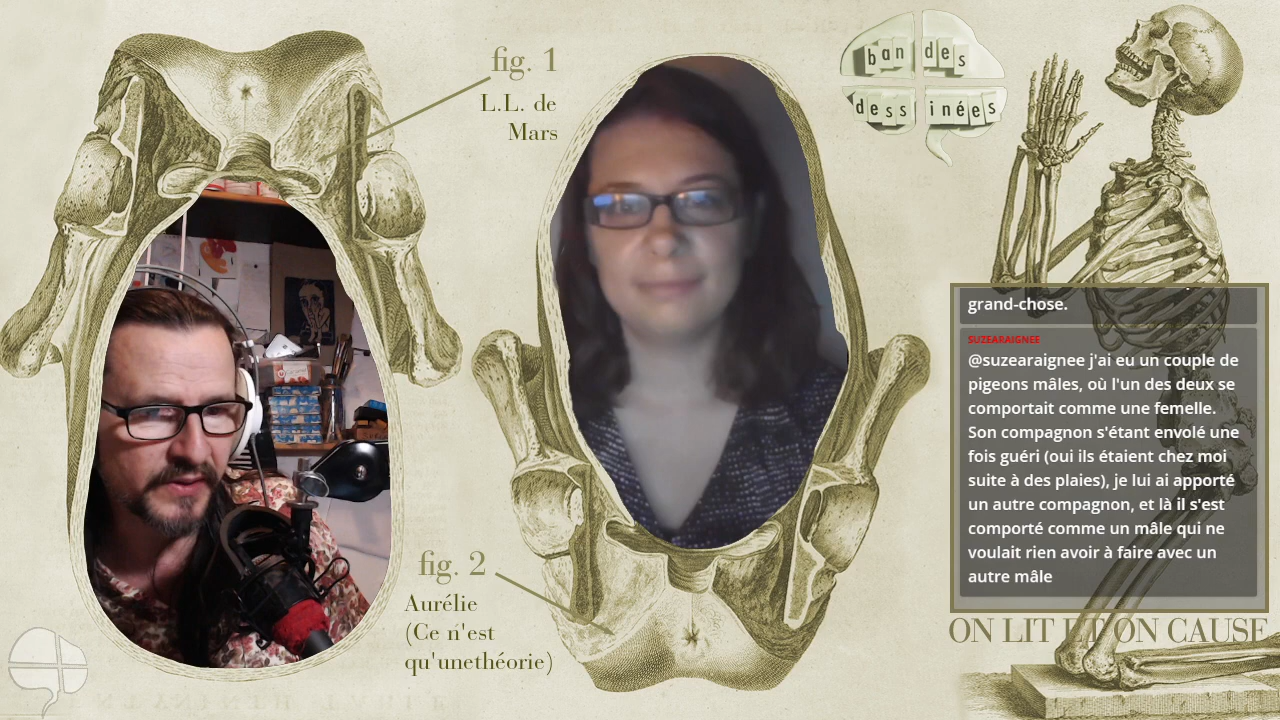 fig. 1
L.L. de
Mars
ban des
dessinées
grand-chose.
SUZEARAIGNEE
@suzearaignee j'ai eu un couple de
pigeons mâles, où l'un des deux se
comportait comme une femelle.
Son compagnon s'étant envolé une
fois guéri (oui ils étaient chez moi
suite à des plaies), je lui ai apporté
un autre compagnon, et là il s'est
comporté comme un mâle qui ne
voulait rien avoir à faire avec un
autre mâle
fig. 2
Aurélie
(Ce n'est
qu'unethéorie)
ON LIT ET ON CAUSE